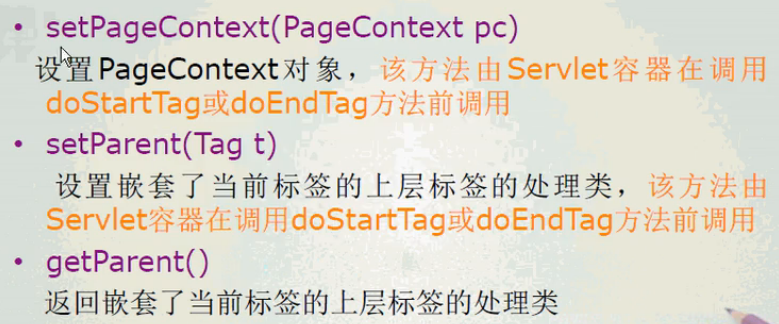 • setPageContext(PageContext pc)
设置PageContext对象，该方法由Servlet容器在调用
doStartTag或doEndTag方法前调用
• setParent(Tag t)
设置嵌套了当前标签的上层标签的处理类，该方法由
Servlet容器在调用doStartTag或doEndTag方法前调用
• getParent()
返回嵌套了当前标签的上层标签的处理类